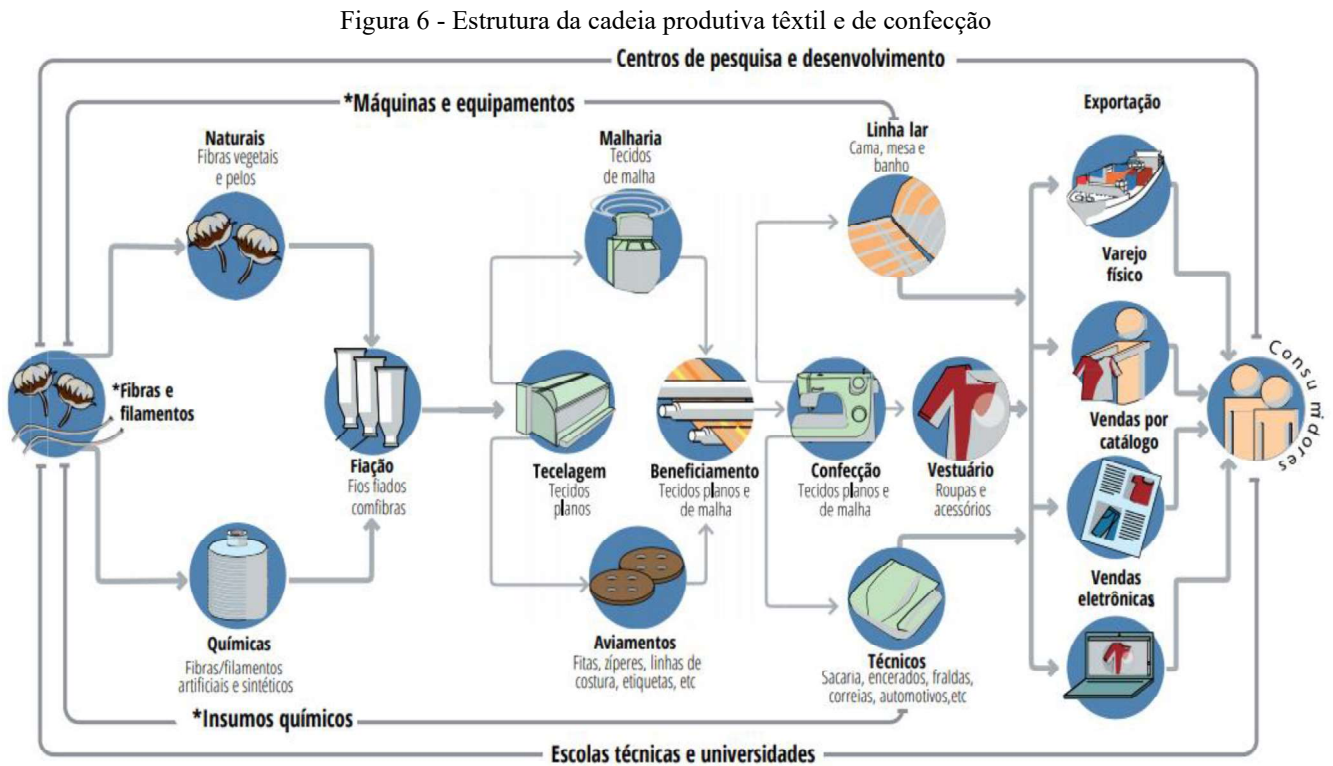 Figura 6 - Estrutura da cadeia produtiva têxtil e de confecção
Centros de pesquisa e desenvolvimento
*Máquinas e equipamentos
Naturais
Fibras vegetais
e pelos
Malharia
Tecidos
de malha
Linha lar
Cama, mesa e
banho
Exportação
Varejo
físico
*Fibras e
filamentos
Fiação
Fios fiados
comfibras
Tecelagem
Tecidos
planos
Beneficiamento
Tecidos planos e
de malha
Confecção
Tecidos planos e
de malha
Vestuário
Roupas e
acessórios
Vendas por
catálogo
Consumidores
Químicas
Fibras/filamentos
artificiais e sintéticos
Aviamentos
Fitas, zíperes, linhas de
costura, etiquetas, etc
Técnicos
Sacaria, encerados, fraldas,
correias, automotivos,etc
Vendas
eletrônicas
*Insumos químicos
Escolas técnicas e universidades